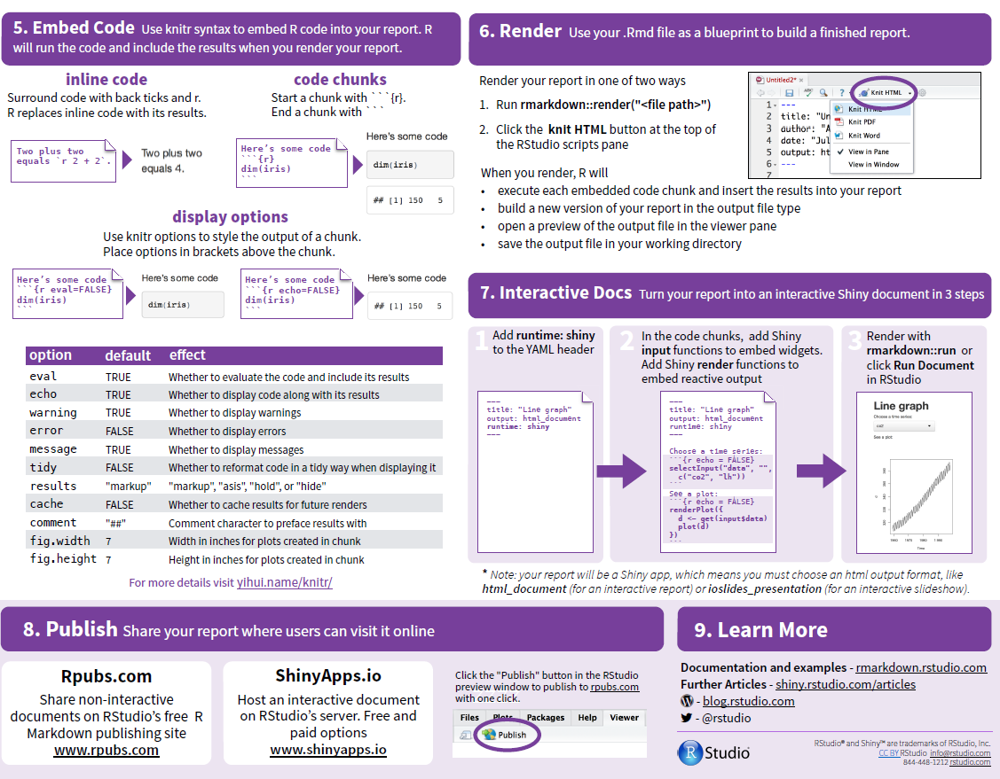 5. Embed Code Use knitr syntax to embed R code into your report. R
will run the code and include the results when you render your report.
inline code
Surround code with back ticks and r.
R replaces inline code with its results.
Two plus two
equals `r 2 + 2`.
Two plus two
equals 4.
code chunks
Start a chunk with ```{r}.
End a chunk with ```
Here's some code
```{r}
dim(iris)
```
Here's some code
dim(iris)
## [1] 150 5
display options
Use knitr options to style the output of a chunk.
Place options in brackets above the chunk.
Here's some code
```{r eval=FALSE}
dim(iris)
```
Here's some code
dim(iris)
Here's some code
```{r echo=FALSE}
dim(iris)
```
Here's some code
## [1] 150 5
option default effect
eval TRUE Whether to evaluate the code and include its results
echo TRUE Whether to display code along with its results
warning TRUE Whether to display warnings
error FALSE Whether to display errors
message TRUE Whether to display messages
tidy FALSE Whether to reformat code in a tidy way when displaying it
results "markup" "markup", "asis", "hold", or "hide"
cache FALSE Whether to cache results for future renders
comment "##" Comment character to preface results with
fig.width 7 Width in inches for plots created in chunk
fig.height 7 Height in inches for plots created in chunk
For more details visit yihui.name/knitr/
6. Render Use your .Rmd file as a blueprint to build a finished report.
Render your report in one of two ways
1. Run rmarkdown::render("<file path>")
2. Click the knit HTML button at the top of
the RStudio scripts pane
Untitled2*
ABC ? Knit HTML
1 ---
2 title: "Un
3 author: "A
4 date: "Jul
5 output: ht
6 ---
7
Knit HTML
Knit PDF
Knit Word
View in Pane
View in Window
When you render, R will
• execute each embedded code chunk and insert the results into your report
• build a new version of your report in the output file type
• open a preview of the output file in the viewer pane
• save the output file in your working directory
7. Interactive Docs Turn your report into an interactive Shiny document in 3 steps
1 Add runtime: shiny
to the YAML header
---
title: "Line graph"
output: html_document
runtime: shiny
---
2 In the code chunks, add Shiny
input functions to embed widgets.
Add Shiny render functions to
embed reactive output
---
title: "Line graph"
output: html_document
runtime: shiny
---
Choose a time series:
```{r echo = FALSE}
selectInput("data", "",
c("co2", "lh"))
```
See a plot:
```{r echo = FALSE}
renderPlot({
d <- get(input$data)
plot(d)
})
```
3 Render with
rmarkdown::run or
click Run Document
in RStudio
Line graph
Choose a time series:
co2
See a plot:
1960 1970 1980 1990
Time
* Note: your report will be a Shiny app, which means you must choose an html output format, like
html_document (for an interactive report) or ioslides_presentation (for an interactive slideshow).
8. Publish Share your report where users can visit it online
Rpubs.com
Share non-interactive
documents on RStudio's free R
Markdown publishing site
www.rpubs.com
ShinyApps.io
Host an interactive document
on RStudio's server. Free and
paid options
www.shinyapps.io
Click the "Publish" button in the RStudio
preview window to publish to rpubs.com
with one click.
Files Plots Packages Help Viewer
Publish
9. Learn More
Documentation and examples - rmarkdown.rstudio.com
Further Articles - shiny.rstudio.com/articles
- blog.rstudio.com
- @rstudio
R Studio
RStudio® and Shiny™ are trademarks of RStudio, Inc.
CC BY RStudio info@rstudio.com
844-448-1212 rstudio.com